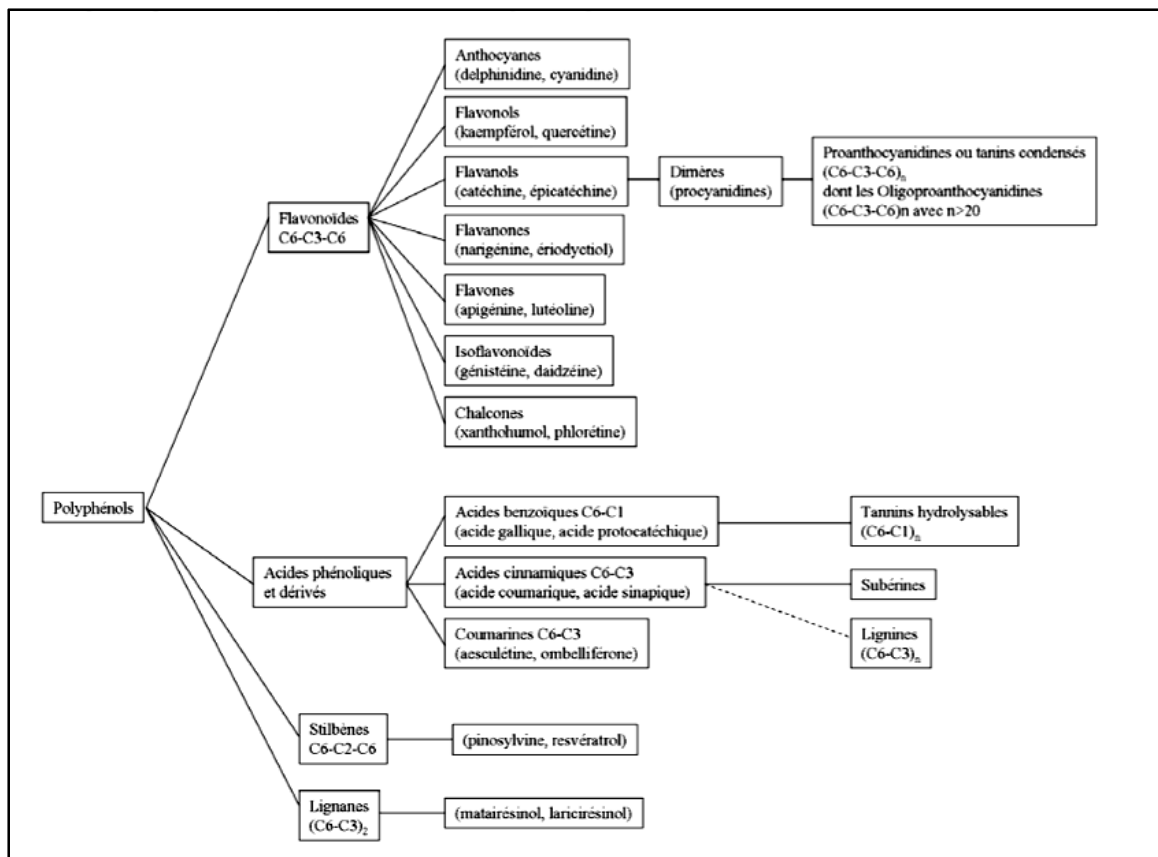 Anthocyanes
(delphinidine, cyanidine)
Flavonols
(kaempférol, quercétine)
Flavanols
(catéchine, épicatéchine)
Dimères
(procyanidines)
Proanthocyanidines ou tanins condensés
(C6-C3-C6)n
dont les Oligoproanthocyanidines
(C6-C3-C6)n avec n>20
Flavonoïdes
C6-C3-C6
Flavanones
(narigénine, ériodyctiol)
Flavones
(apigénine, lutéoline)
Isoflavonoïdes
(génistéine, daidzéine)
Chalcones
(xanthohumol, phlorétine)
Polyphénols
Acides benzoïques C6-C1
(acide gallique, acide protocatéchique)
Tannins hydrolysables
(C6-C1)n
Acides phénoliques
et dérivés
Acides cinnamiques C6-C3
(acide coumarique, acide sinapique)
Subérines
Coumarines C6-C3
(aesculétine, ombelliférone)
Lignines
(C6-C3)n
Stilbènes
C6-C2-C6
(pinosylvine, resvératrol)
Lignanes
(C6-C3)2
(matairésinol, laricirésinol)